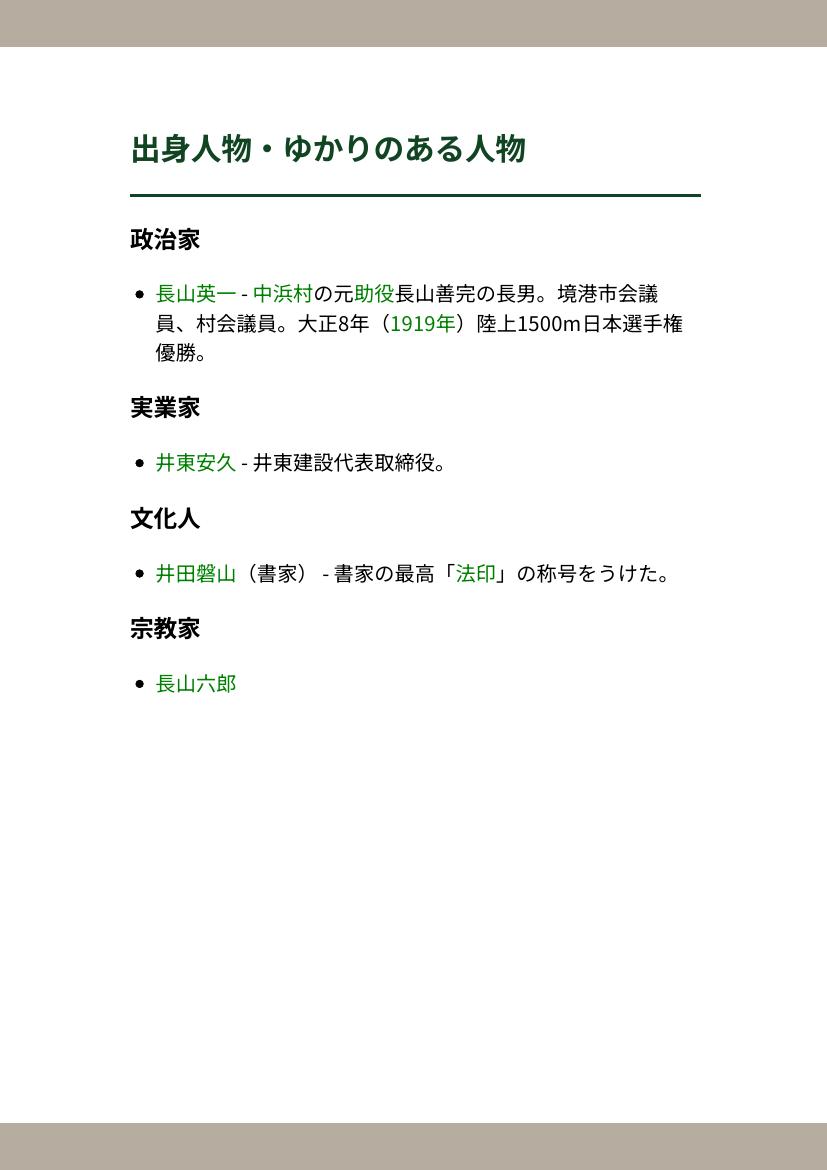 出身人物・ゆかりのある人物
政治家
• 長山英一 - 中浜村の元助役長山善完の長男。境港市会議
員、村会議員。大正8年（1919年）陸上1500m日本選手権
優勝。
実業家
• 井東安久 - 井東建設代表取締役。
文化人
• 井田磐山（書家） - 書家の最高「法印」の称号をうけた。
宗教家
• 長山六郎